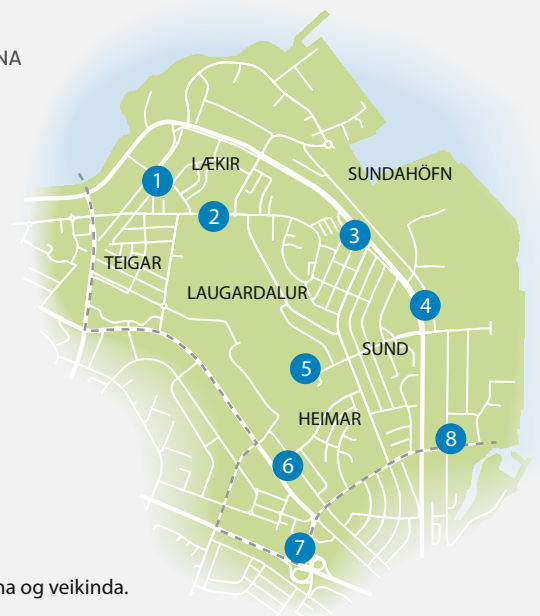 NA
LÆKIR
SUNDAHÖFN
1
2
3
TEIGAR
LAUGARDALUR
4
SUND
5
HEIMAR
8
6
7
na og veikinda.